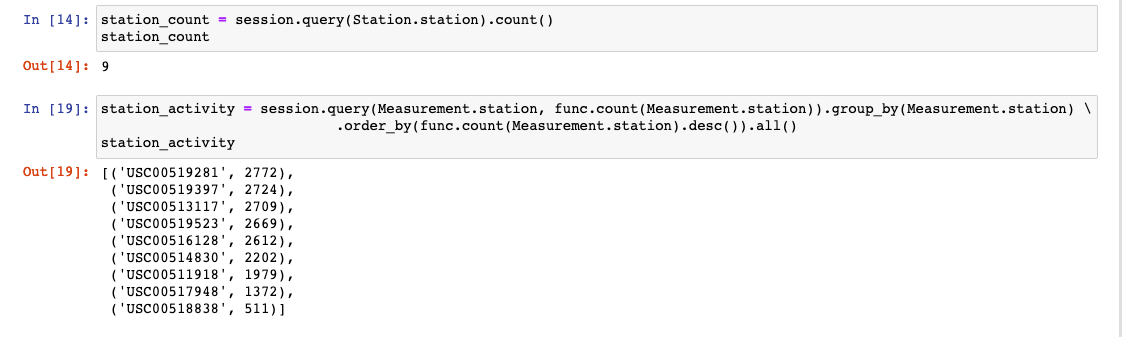 In [14]: station_count = session.query(Station.station).count()
station_count
Out[14]: 9
In [19]: station_activity = session.query(Measurement.station, func.count(Measurement.station)).group_by(Measurement.station) \
.order_by(func.count(Measurement.station).desc()).all()
station_activity
Out[19]: [('USC00519281', 2772),
('USC00519397', 2724),
('USC00513117', 2709),
('USC00519523', 2669),
('USC00516128', 2612),
('USC00514830', 2202),
('USC00511918', 1979),
('USC00517948', 1372),
('USC00518838', 511)]